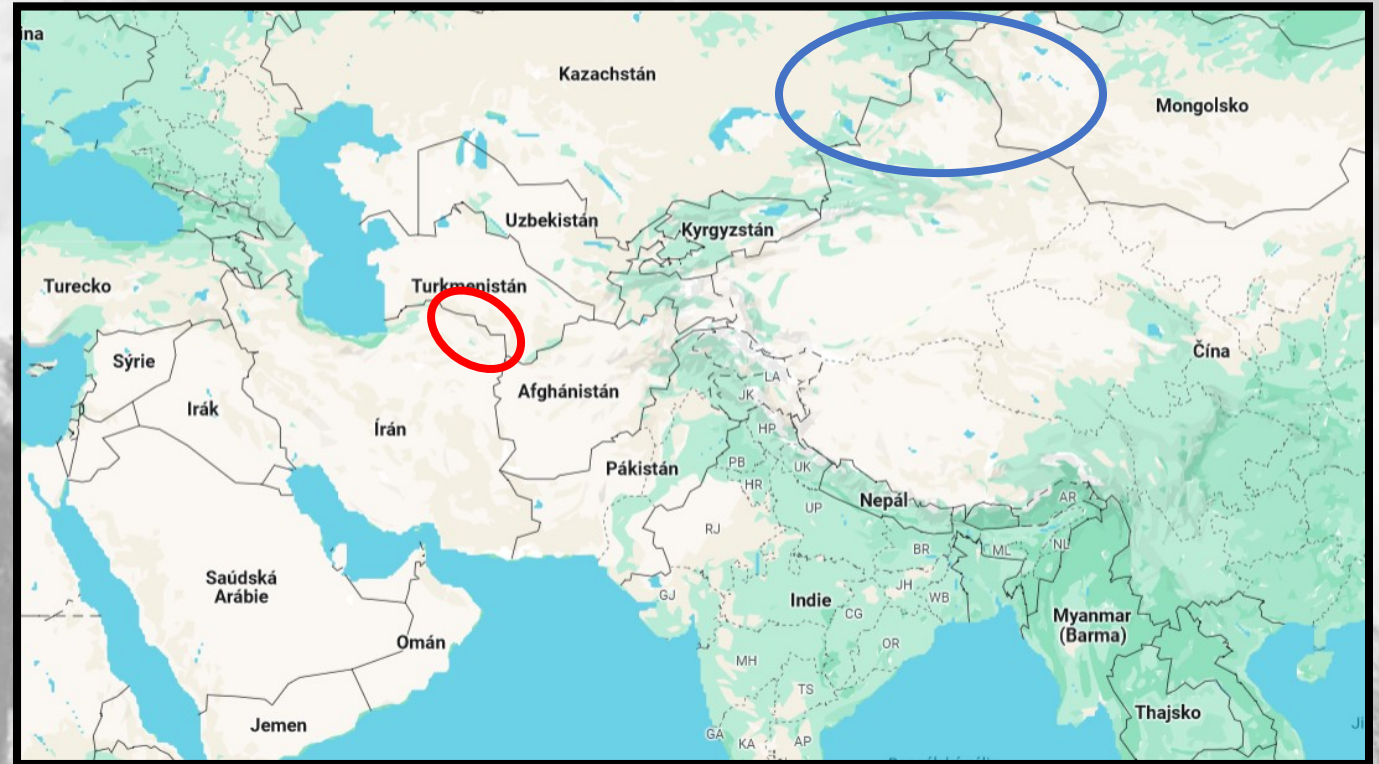 ina
Kazachstán
Mongolsko
Uzbekistán
Kyrgyzstán
Turecko
Turkmenistán
Sýrie
Čína
Afghánistán
LA
JK
Irák
Írán
HP
Pákistán
PB
UK
HR
Nepál
AR
UP
RJ
BR
ML
NL
Saúdská
Arábie
GJ
Indie
JH
WB
CG
Myanmar
(Barma)
Omán
OR
MH
TS
Thajsko
Jemen
GA
KA
AP
Ji